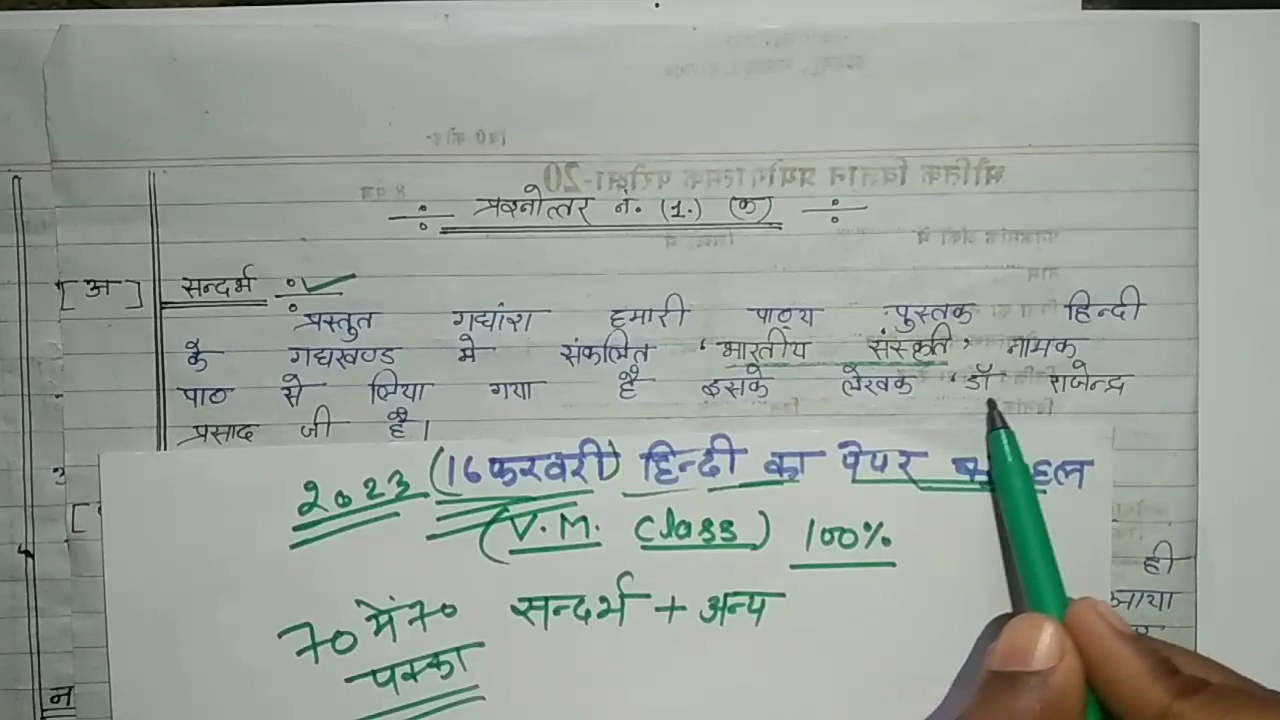 प्रश्नोत्तर नं. (1.) (क)
[अ] सन्दर्भ
प्रस्तुत गद्यांश हमारी पाठ्य पुस्तक हिन्दी
के गद्यखण्ड मे संकलित 'भारतीय संस्कृति' नामक
पाठ से लिया गया है इसके लेखक 'डॉ राजेन्द्र
प्रसाद जी है।
2023 (16 फरवरी) हिन्दी का पेपर हल
(V.M. Class) 100%
70 में 70 सन्दर्भ + अन्य
पक्का
ही
न